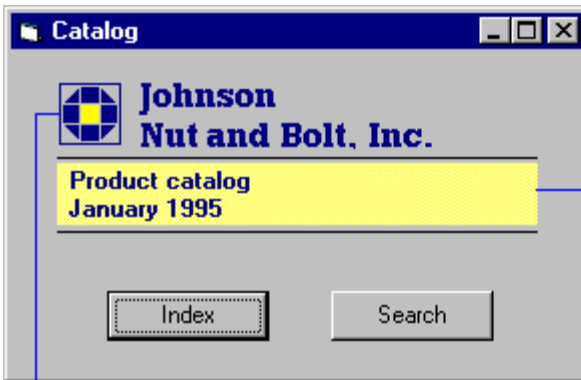 Catalog
Johnson
Nut and Bolt, Inc.
Product catalog
January 1995
Index
Search